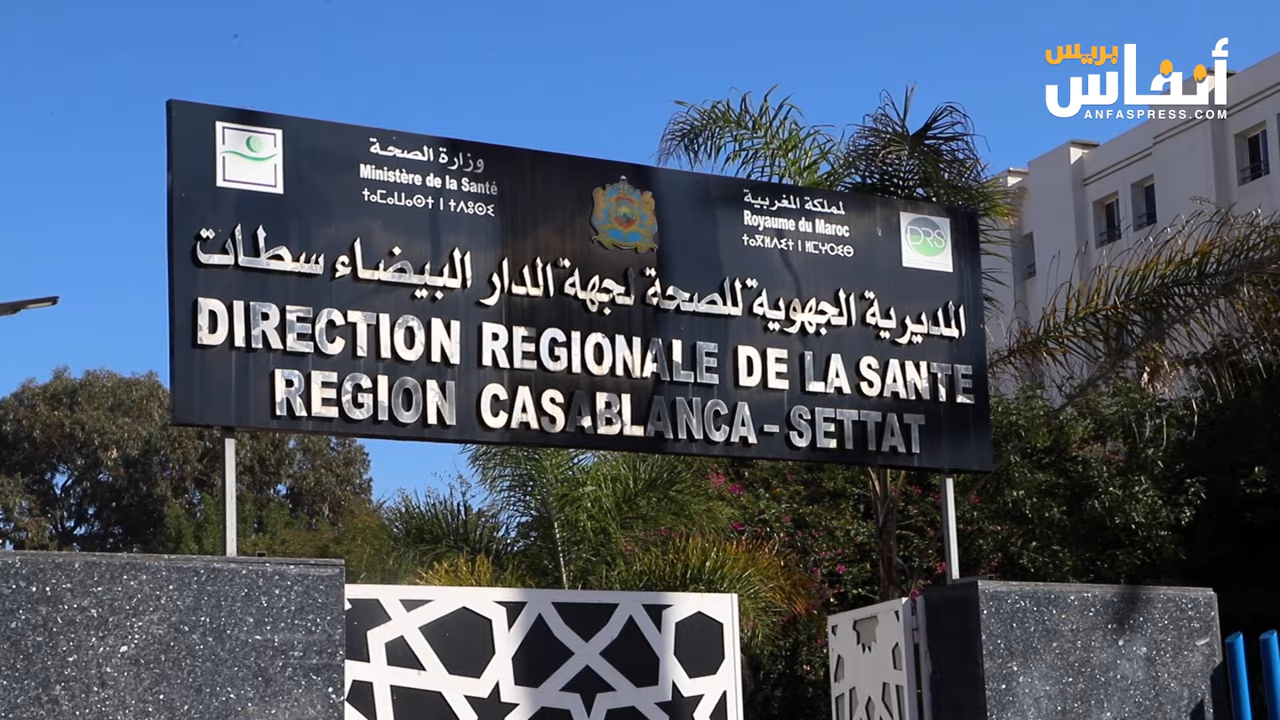 أنفاس بريس
ANFASPRESS.COM
وزارة الصحة
Ministère de la Santé
ⵜⴰⵎⴰⵡⴰⵙⵜ ⵏ ⵜⴷⵓⵙⵉ
لمملكة المغربية
Royaume du Maroc
ⵜⴰⴳⵍⴷⵉⵜ ⵏ ⵍⵎⵖⵔⵉⴱ
DRS
المديرية الجهوية للصحة لجهة الدار البيضاء سطات
DIRECTION REGIONALE DE LA SANTE
REGION CASABLANCA - SETTAT